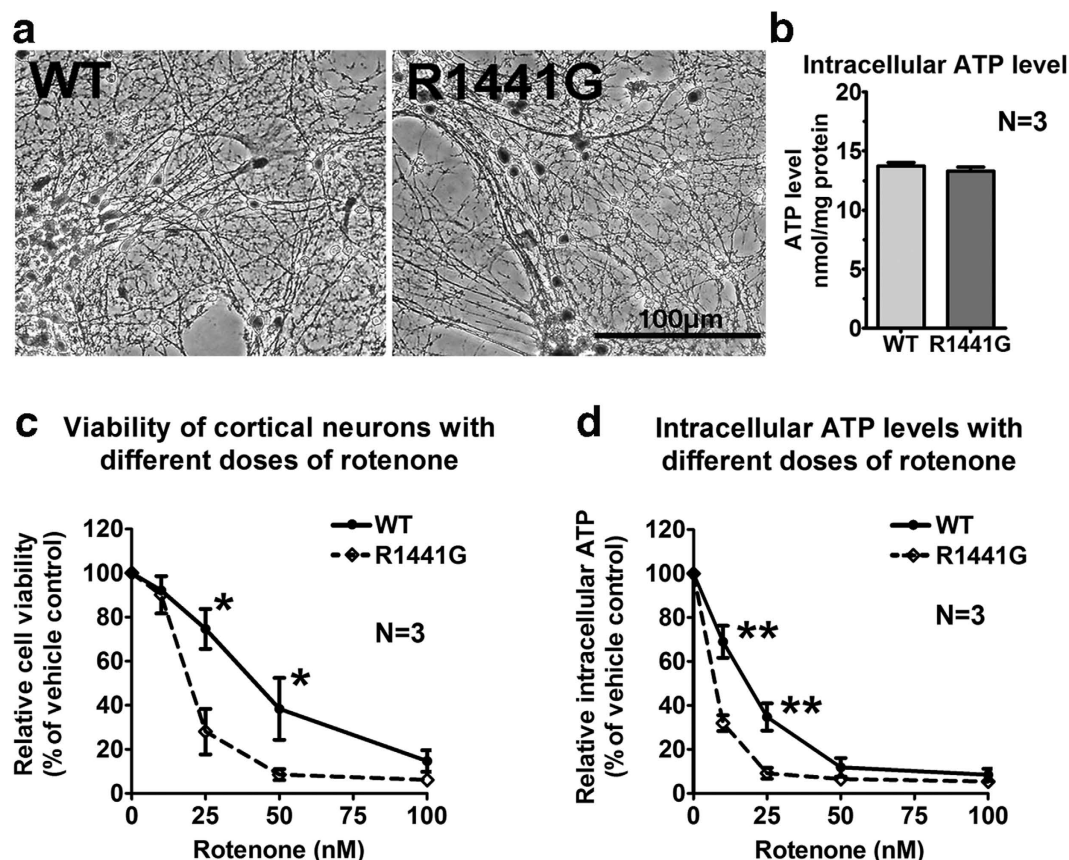 a
WT
R1441G
100µm
b
Intracellular ATP level
N=3
ATP level
nmol/mg protein
20
15
10
5
0
WT R1441G
c Viability of cortical neurons with
different doses of rotenone
Relative cell viability
(% of vehicle control)
120
100
80
60
40
20
0
WT
R1441G
N=3
*
*
0 25 50 75 100
Rotenone (nM)
d Intracellular ATP levels with
different doses of rotenone
Relative intracellular ATP
(% of vehicle control)
120
100
80
60
40
20
0
WT
R1441G
N=3
**
**
0 25 50 75 100
Rotenone (nM)